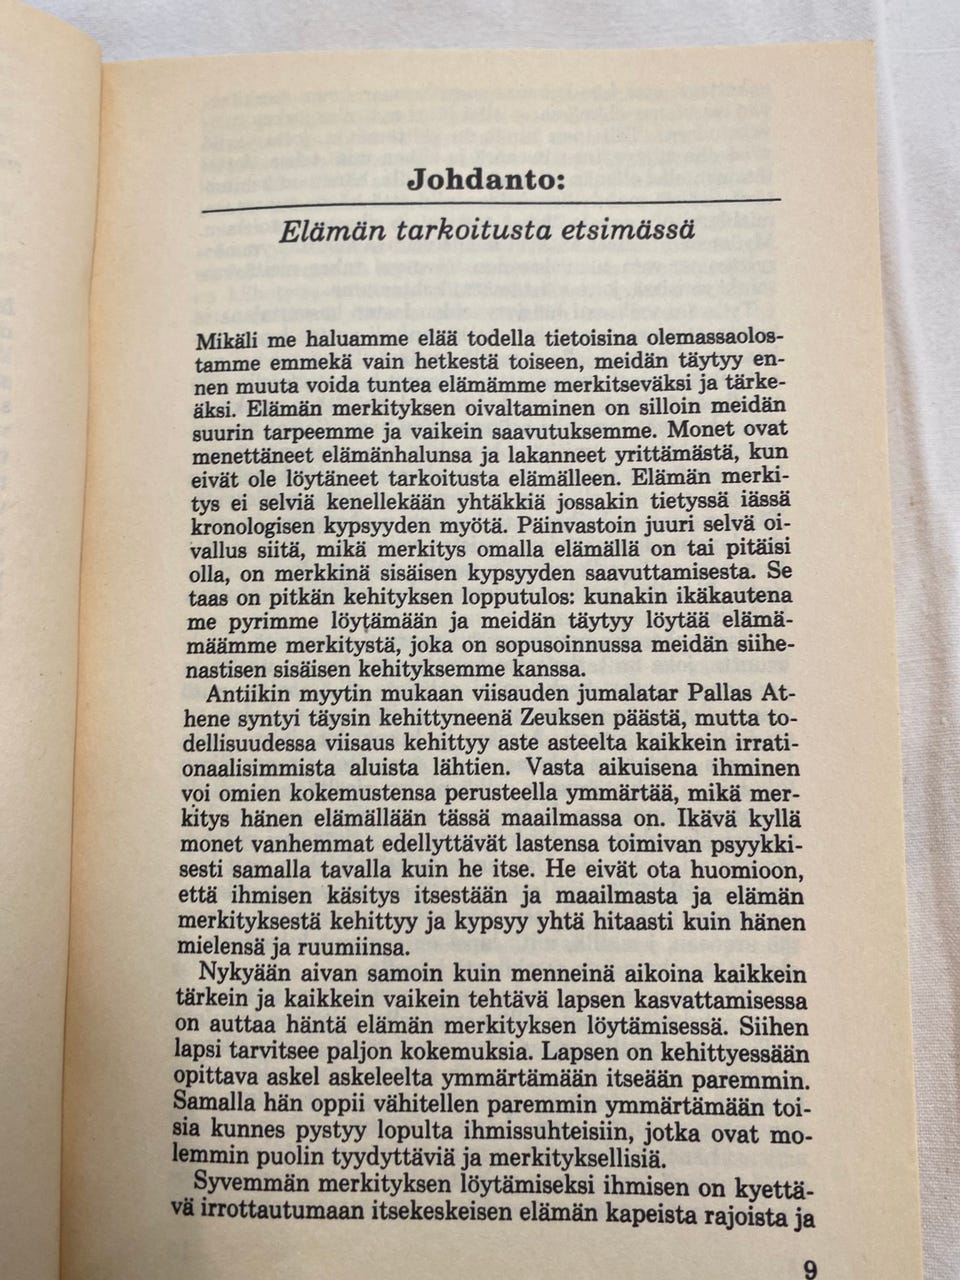 Johdanto:
Elämän tarkoitusta etsimässä
Mikäli me haluamme elää todella tietoisina olemassaolos-
tamme emmekä vain hetkestä toiseen, meidän täytyy en-
nen muuta voida tuntea elämämme merkitseväksi ja tärke-
äksi. Elämän merkityksen oivaltaminen on silloin meidän
suurin tarpeemme ja vaikein saavutuksemme. Monet ovat
menettäneet elämänhalunsa ja lakanneet yrittämästä, kun
eivät ole löytäneet tarkoitusta elämälleen. Elämän merki-
tys ei selviä kenellekään yhtäkkiä jossakin tietyssä iässä
kronologisen kypsyyden myötä. Päinvastoin juuri selvä oi-
vallus siitä, mikä merkitys omalla elämällä on tai pitäisi
olla, on merkkinä sisäisen kypsyyden saavuttamisesta. Se
taas on pitkän kehityksen lopputulos: kunakin ikäkautena
me pyrimme löytämään ja meidän täytyy löytää elämä-
määmme merkitystä, joka on sopusoinnussa meidän siihe-
nastisen sisäisen kehityksemme kanssa.
Antiikin myytin mukaan viisauden jumalatar Pallas At-
hene syntyi täysin kehittyneenä Zeuksen päästä, mutta to-
dellisuudessa viisaus kehittyy aste asteelta kaikkein irrati-
onaalisimmista aluista lähtien. Vasta aikuisena ihminen
voi omien kokemustensa perusteella ymmärtää, mikä mer-
kitys hänen elämällään tässä maailmassa on. Ikävä kyllä
monet vanhemmat edellyttävät lastensa toimivan psyykki-
sesti samalla tavalla kuin he itse. He eivät ota huomioon,
että ihmisen käsitys itsestään ja maailmasta ja elämän
merkityksestä kehittyy ja kypsyy yhtä hitaasti kuin hänen
mielensä ja ruumiinsa.
Nykyään aivan samoin kuin menneinä aikoina kaikkein
tärkein ja kaikkein vaikein tehtävä lapsen kasvattamisessa
on auttaa häntä elämän merkityksen löytämisessä. Siihen
lapsi tarvitsee paljon kokemuksia. Lapsen on kehittyessään
opittava askel askeleelta ymmärtämään itseään paremmin.
Samalla hän oppii vähitellen paremmin ymmärtämään toi-
sia kunnes pystyy lopulta ihmissuhteisiin, jotka ovat mo-
lemmin puolin tyydyttäviä ja merkityksellisiä.
Syvemmän merkityksen löytämiseksi ihmisen on kyettä-
vä irrottautumaan itsekeskeisen elämän kapeista rajoista ja
9